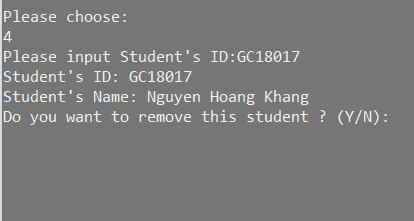 Please choose:
4
Please input Student's ID:GC18017
Student's ID: GC18017
Student's Name: Nguyen Hoang Khang
Do you want to remove this student ? (Y/N):